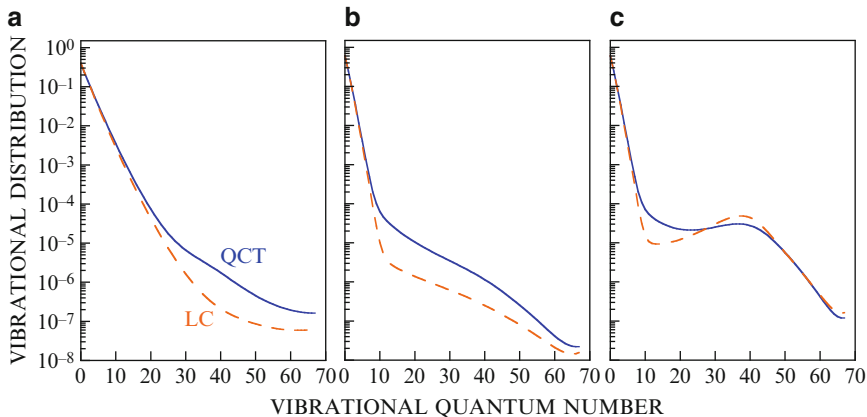 a
b
c
VIBRATIONAL DISTRIBUTION
10⁰
10⁻¹
10⁻²
10⁻³
10⁻⁴
10⁻⁵
10⁻⁶
10⁻⁷
10⁻⁸
QCT
LC
0 10 20 30 40 50 60 70
0 10 20 30 40 50 60 70
0 10 20 30 40 50 60 70
VIBRATIONAL QUANTUM NUMBER